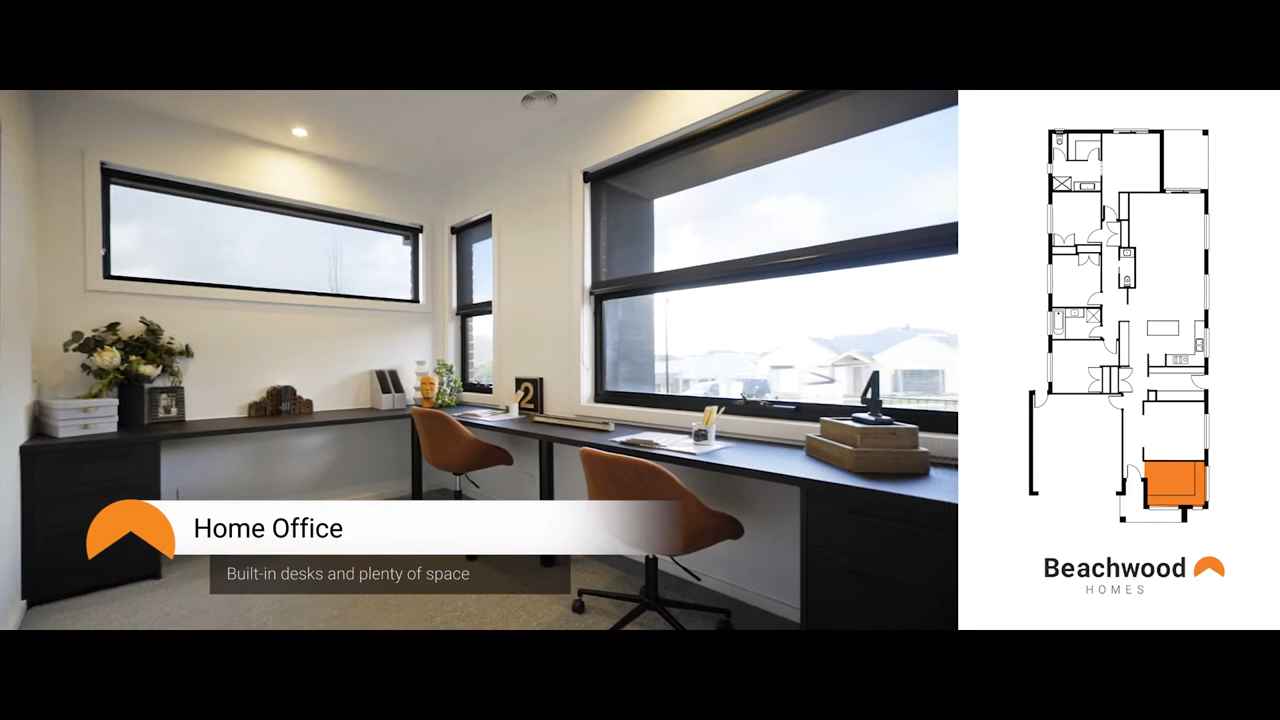 2
4
Home Office
Built-in desks and plenty of space
Beachwood
HOMES